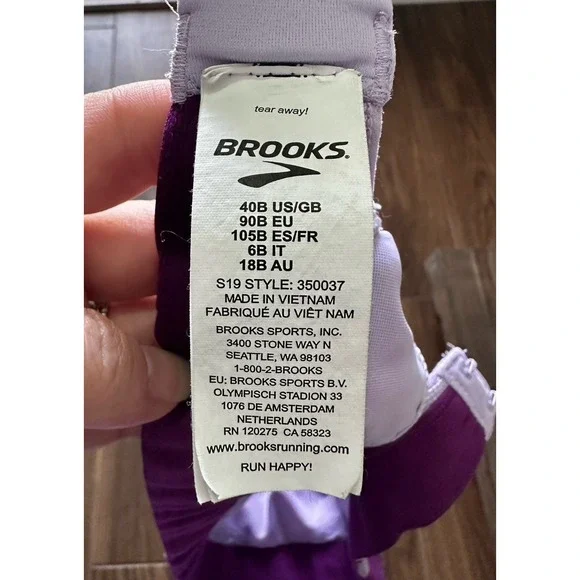 tear away!
BROOKS
40B US/GB
90B EU
105B ES/FR
6B IT
18B AU
S19 STYLE: 350037
MADE IN VIETNAM
FABRIQUÉ AU VIÊT NAM
BROOKS SPORTS, INC.
3400 STONE WAY N
SEATTLE, WA 98103
1-800-2-BROOKS
EU: BROOKS SPORTS B.V.
OLYMPISCH STADION 33
1076 DE AMSTERDAM
NETHERLANDS
RN 120275 CA 58323
www.brooksrunning.com
RUN HAPPY!